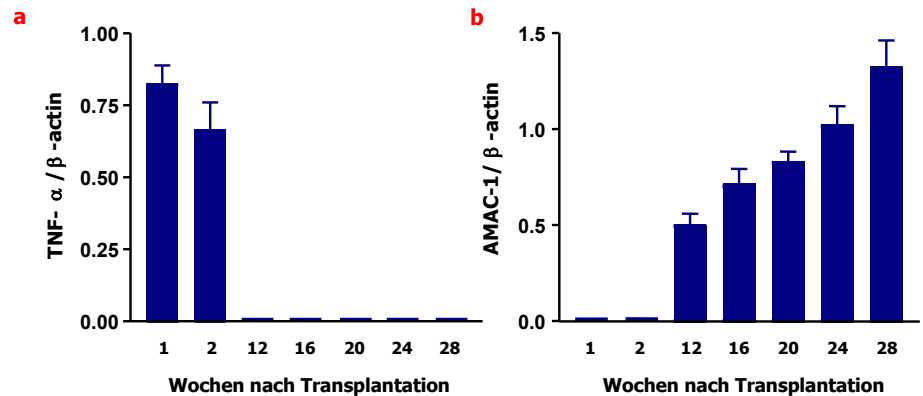 a
TNF- α / β -actin
1.00
0.75
0.50
0.25
0.00
1 2 12 16 20 24 28
Wochen nach Transplantation
b
AMAC-1/ β -actin
1.5
1.0
0.5
0.0
1 2 12 16 20 24 28
Wochen nach Transplantation